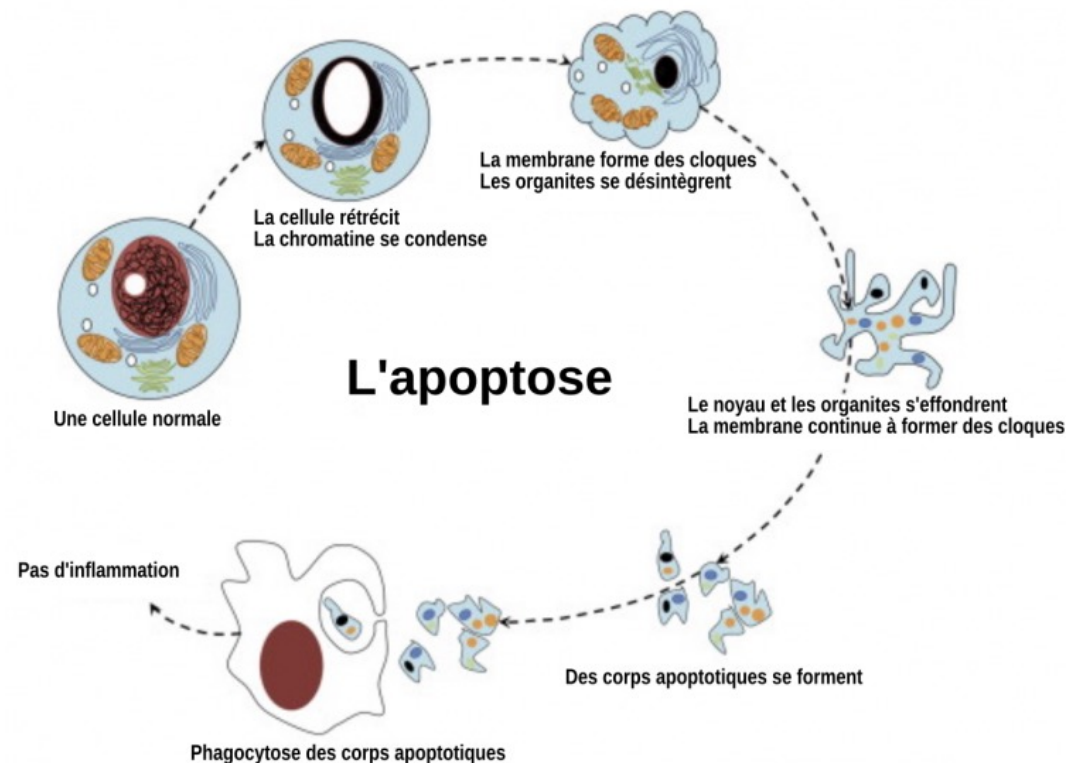 La membrane forme des cloques
Les organites se désintègrent
La cellule rétrécit
La chromatine se condense
L'apoptose
Une cellule normale
Le noyau et les organites s'effondrent
La membrane continue à former des cloques
Pas d'inflammation
Des corps apoptotiques se forment
Phagocytose des corps apoptotiques